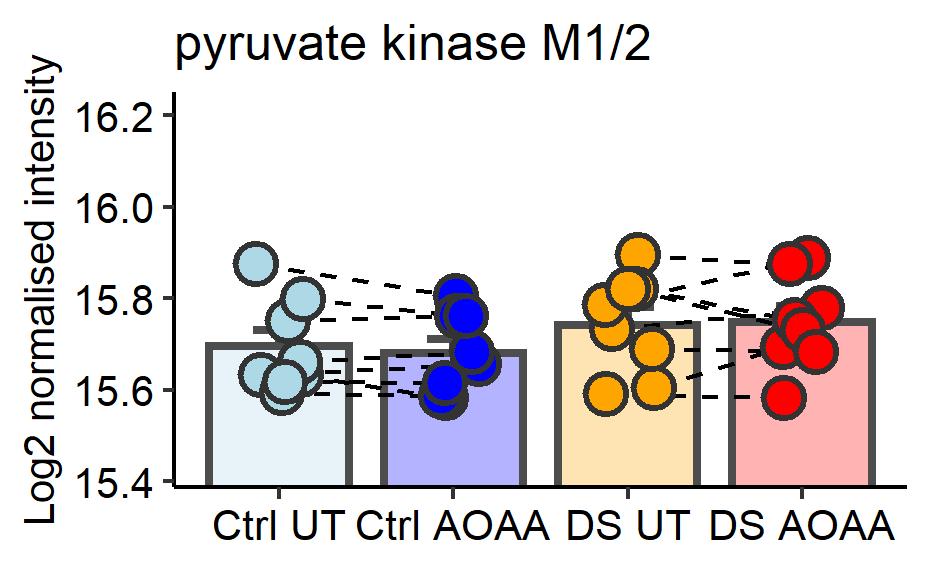 pyruvate kinase M1/2
Log2 normalised intensity
16.2
16.0
15.8
15.6
15.4
Ctrl UT Ctrl AOAA DS UT DS AOAA